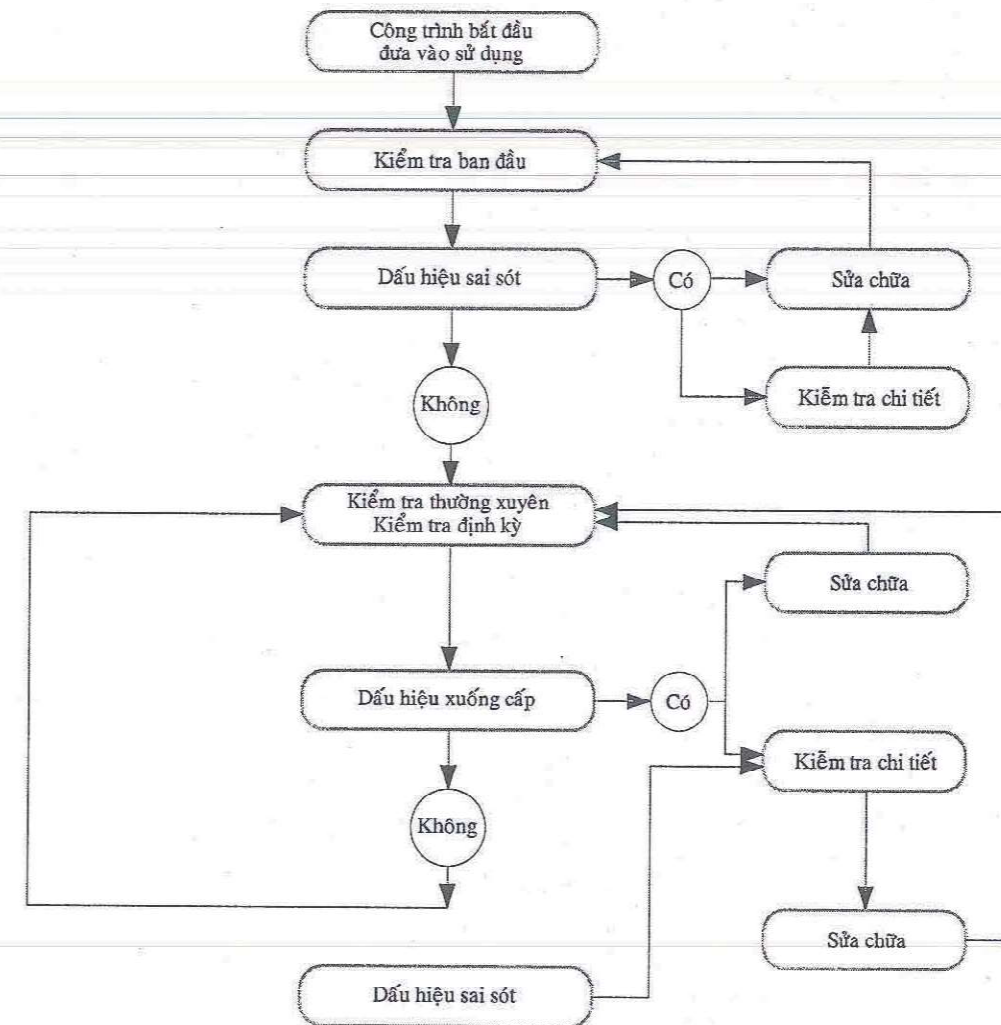 Công trình bắt đầu
đưa vào sử dụng
Kiểm tra ban đầu
Dấu hiệu sai sót
Có
Sửa chữa
Không
Kiễm tra chi tiết
Kiểm tra thường xuyên
Kiểm tra định kỳ
Sửa chữa
Dấu hiệu xuống cấp
Có
Kiễm tra chi tiết
Không
Sửa chữa
Dấu hiệu sai sót